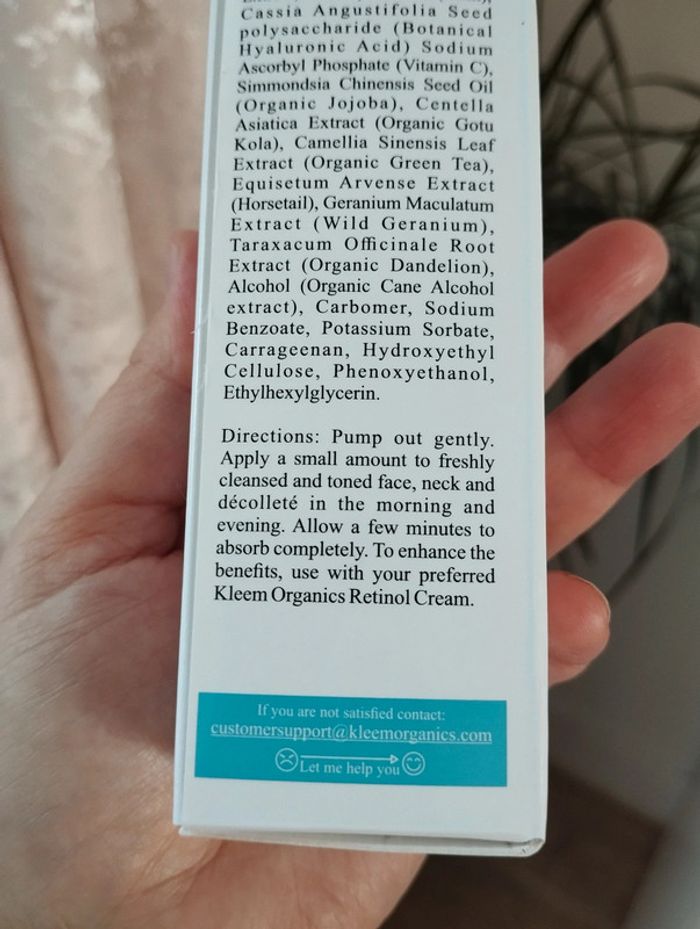 Cassia Angustifolia Seed
polysaccharide (Botanical
Hyaluronic Acid) Sodium
Ascorbyl Phosphate (Vitamin C),
Simmondsia Chinensis Seed Oil
(Organic Jojoba), Centella
Asiatica Extract (Organic Gotu
Kola), Camellia Sinensis Leaf
Extract (Organic Green Tea),
Equisetum Arvense Extract
(Horsetail), Geranium Maculatum
Extract (Wild Geranium),
Taraxacum Officinale Root
Extract (Organic Dandelion),
Alcohol (Organic Cane Alcohol
extract), Carbomer, Sodium
Benzoate, Potassium Sorbate,
Carrageenan, Hydroxyethyl
Cellulose, Phenoxyethanol,
Ethylhexylglycerin.
Directions: Pump out gently.
Apply a small amount to freshly
cleansed and toned face, neck and
décolleté in the morning and
evening. Allow a few minutes to
absorb completely. To enhance the
benefits, use with your preferred
Kleem Organics Retinol Cream.
If you are not satisfied contact:
customersupport@kleemorganics.com
Let me help you